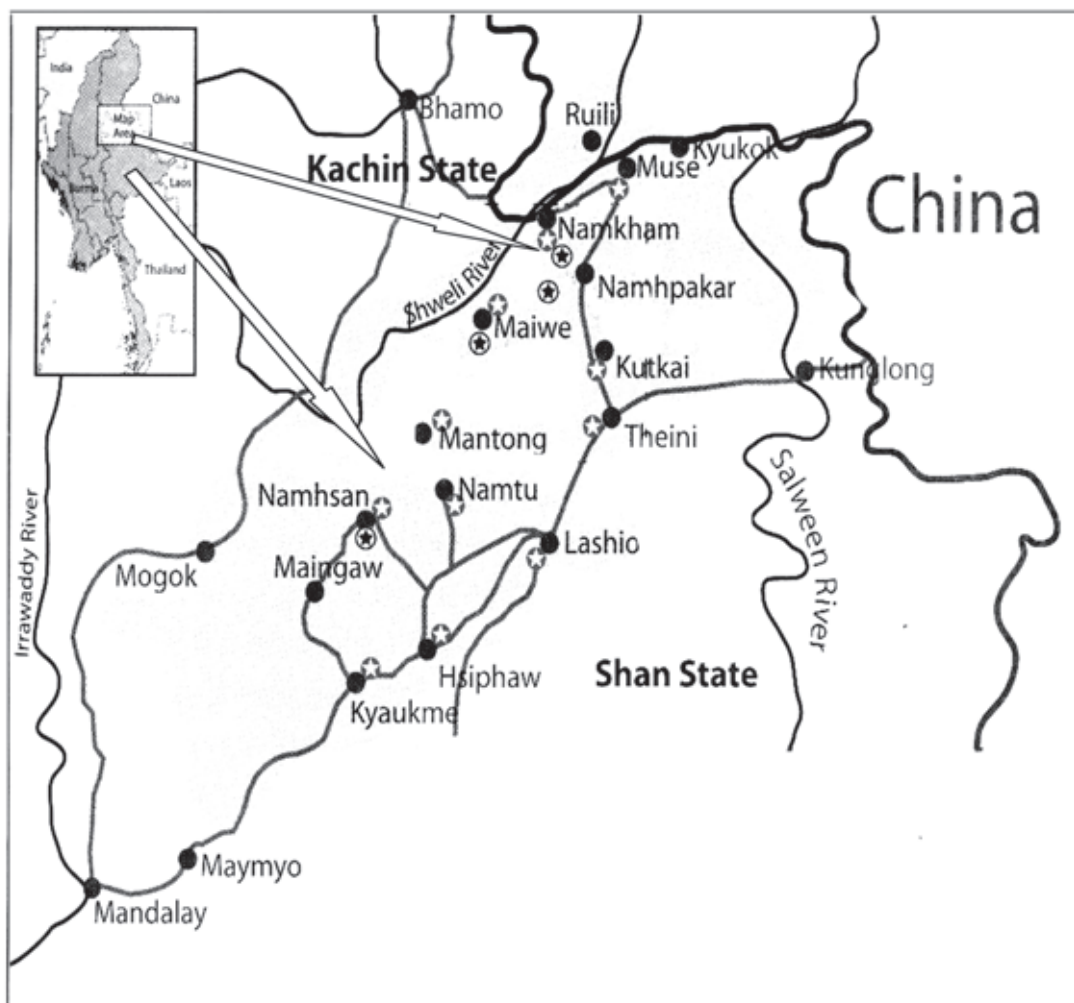 India
China
Map
Area
Burma
Laos
Thailand
Bhamo
Ruili
Kachin State
Muse
Kyukok
China
Namkham
Shweli River
Namhpakar
Maiwe
Kutkai
Kunglong
Mantong
Theini
Salween River
Namhsan
Namtu
Irrawaddy River
Mogok
Maingaw
Lashio
Hsiphaw
Shan State
Kyaukme
Maymyo
Mandalay